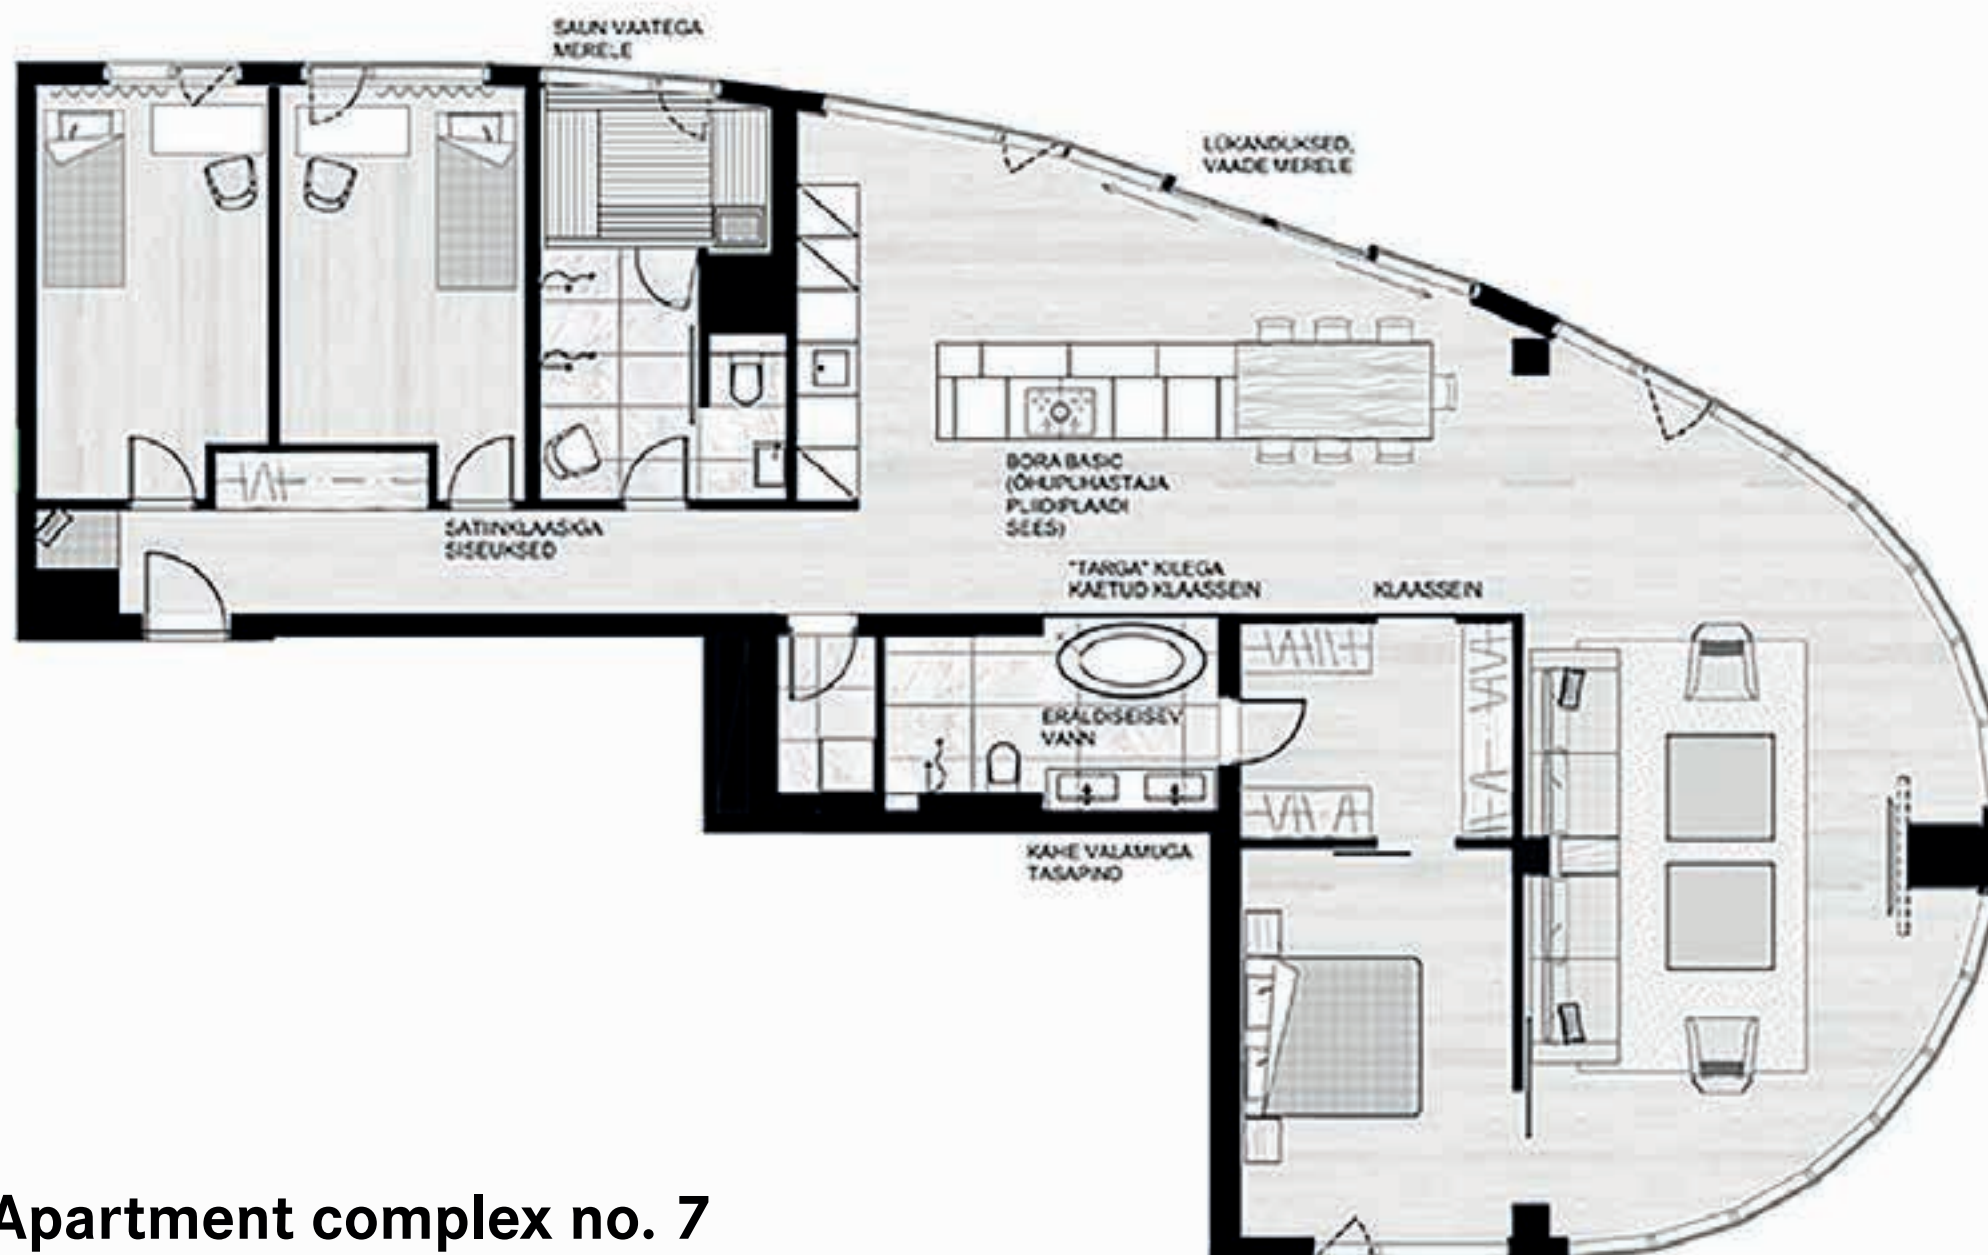 SAUN VAATEGA
MERELE
LÜKANDUKSED,
VAADE MERELE
BORA BASIC
(ÕHUPUHASTAJA
PLIIDIPLAADI
SEES)
SATIINKLAASIGA
SISEUKSED
"TARGA" KILEGA
KAETUD KLAASSEIN
KLAASSEIN
ERALDISEISEV
VANN
KAHE VALAMUGA
TASAPIND
Apartment complex no. 7